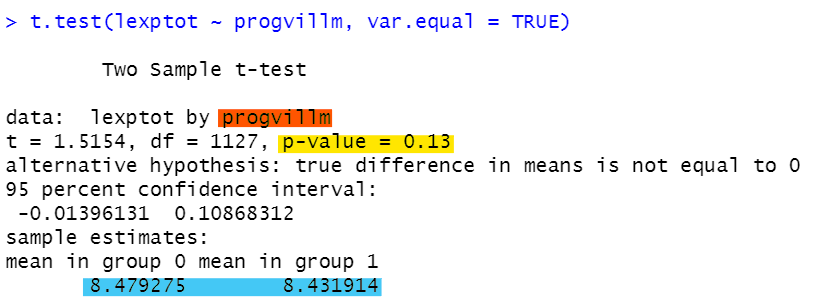 > t.test(lexptot ~ progvillm, var.equal = TRUE)
Two Sample t-test
data: lexptot by progvillm
t = 1.5154, df = 1127, p-value = 0.13
alternative hypothesis: true difference in means is not equal to 0
95 percent confidence interval:
-0.01396131 0.10868312
sample estimates:
mean in group 0 mean in group 1
8.479275 8.431914